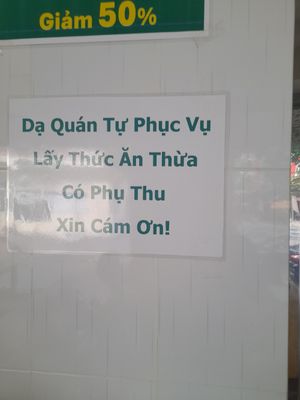 Giảm 50%
Dạ Quán Tự Phục Vụ
Lấy Thức Ăn Thừa
Có Phụ Thu
Xin Cám Ơn!